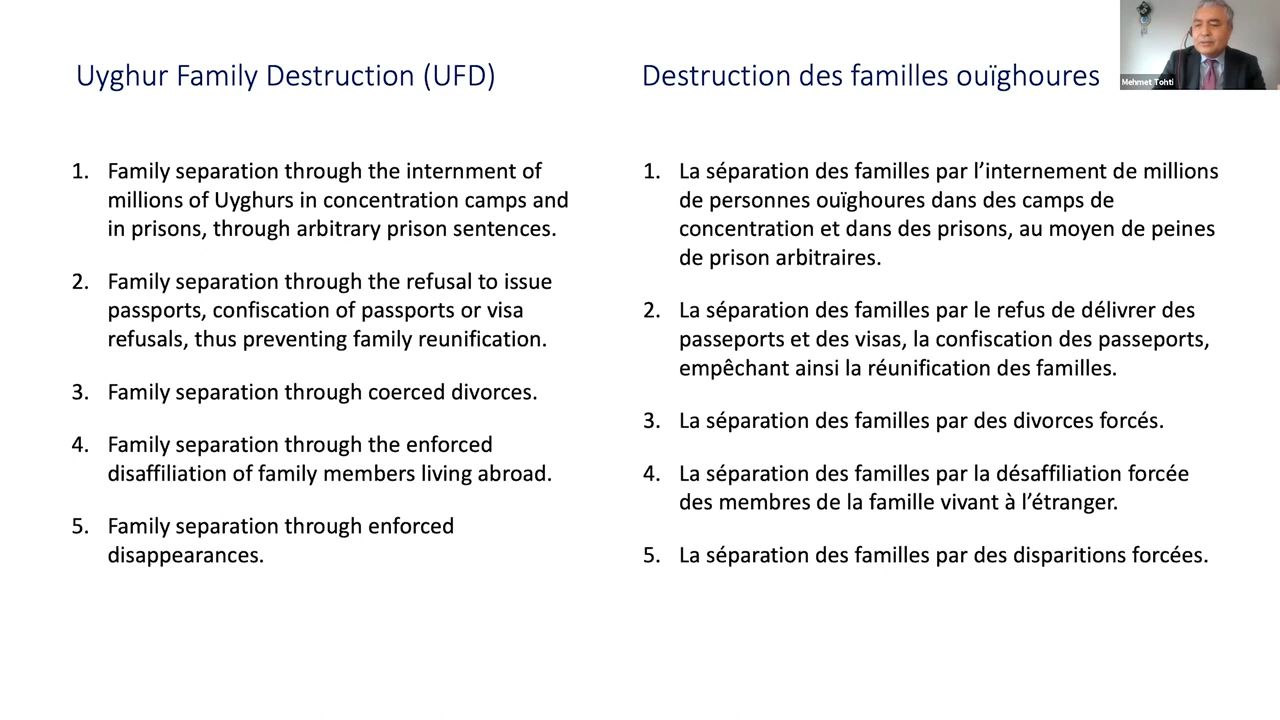 Uyghur Family Destruction (UFD)
1. Family separation through the internment of
millions of Uyghurs in concentration camps and
in prisons, through arbitrary prison sentences.
2. Family separation through the refusal to issue
passports, confiscation of passports or visa
refusals, thus preventing family reunification.
3. Family separation through coerced divorces.
4. Family separation through the enforced
disaffiliation of family members living abroad.
5. Family separation through enforced
disappearances.
Destruction des familles ouïghoures
1. La séparation des familles par l’internement de millions
de personnes ouïghoures dans des camps de
concentration et dans des prisons, au moyen de peines
de prison arbitraires.
2. La séparation des familles par le refus de délivrer des
passeports et des visas, la confiscation des passeports,
empêchant ainsi la réunification des familles.
3. La séparation des familles par des divorces forcés.
4. La séparation des familles par la désaffiliation forcée
des membres de la famille vivant à l’étranger.
5. La séparation des familles par des disparitions forcées.
Mehmet Tohti